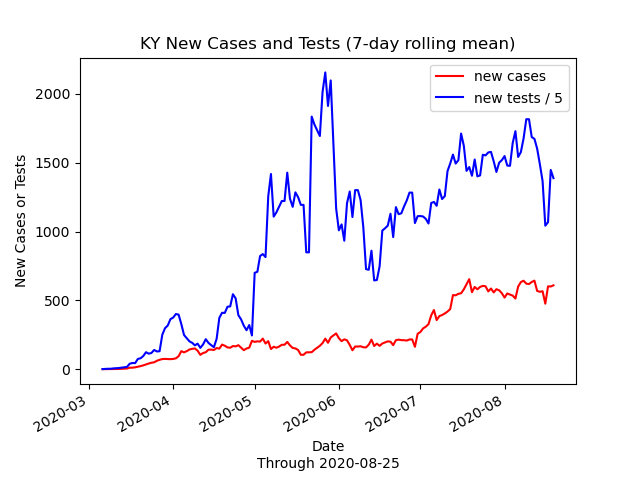 KY New Cases and Tests (7-day rolling mean)
new cases
new tests / 5
New Cases or Tests
2000
1500
1000
500
0
2020-03
2020-04
2020-05
2020-06
2020-07
2020-08
Date
Through 2020-08-25